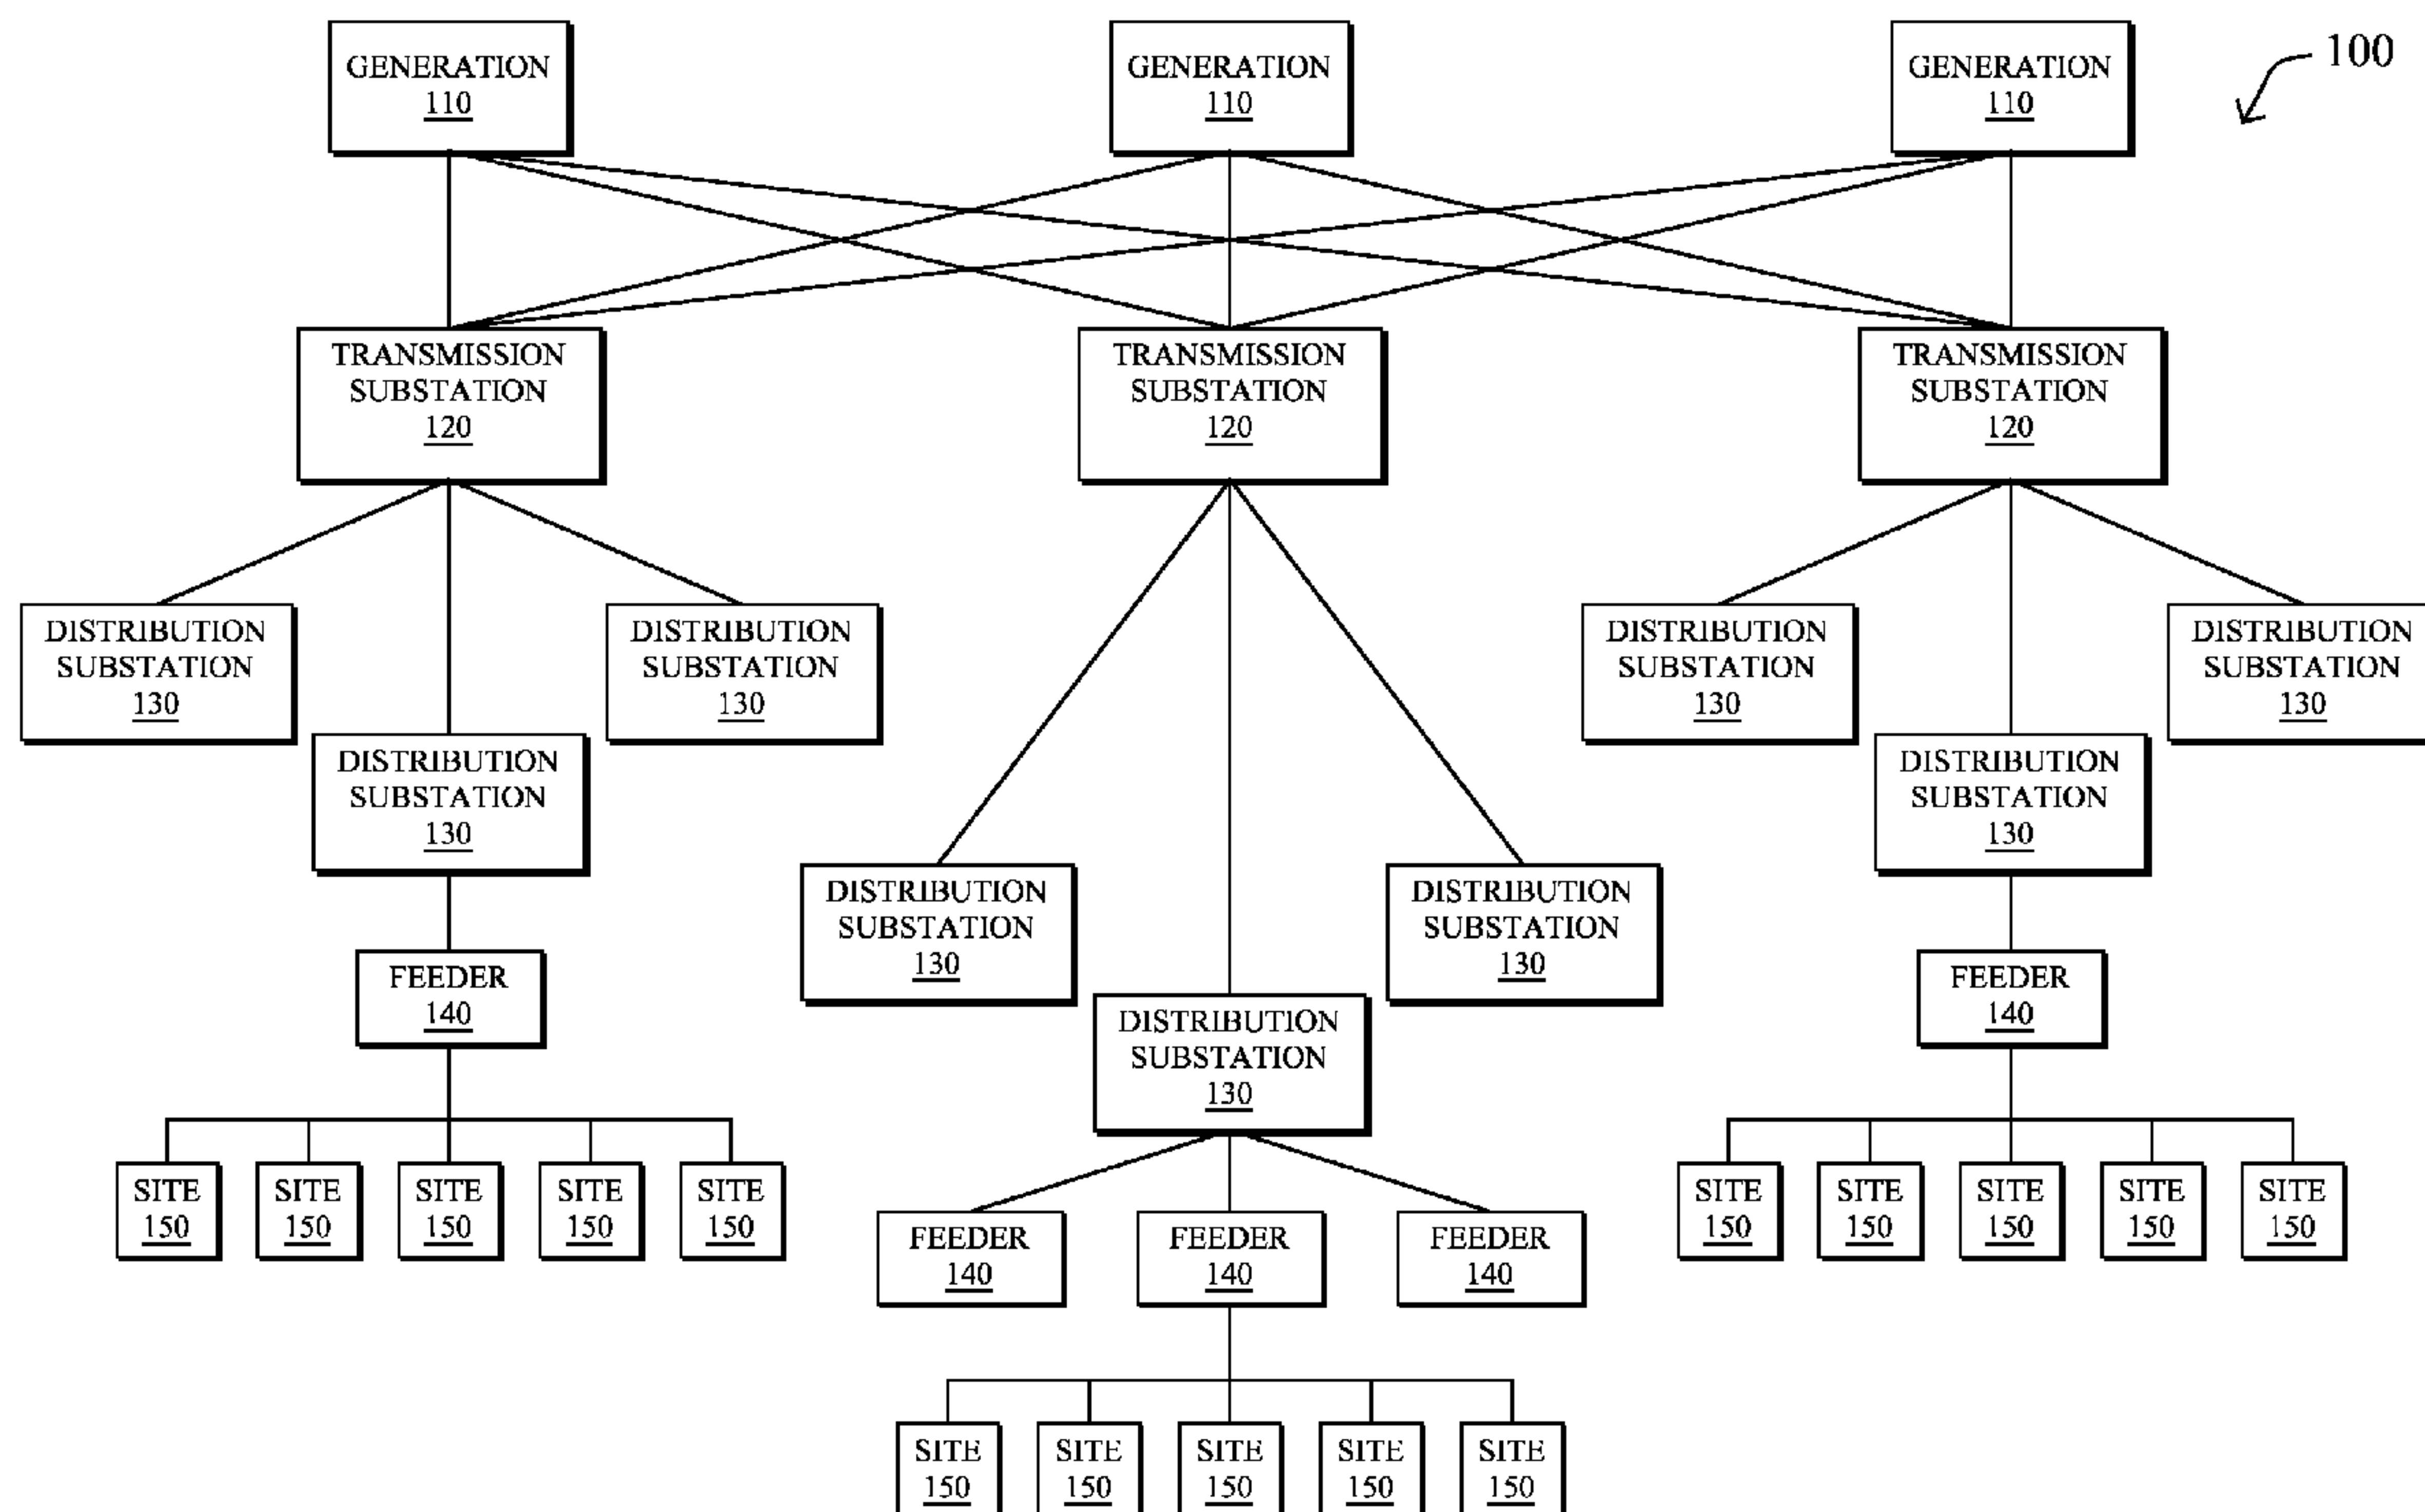 GENERATION
110
GENERATION
110
GENERATION
110
100
TRANSMISSION
SUBSTATION
120
TRANSMISSION
SUBSTATION
120
TRANSMISSION
SUBSTATION
120
DISTRIBUTION
SUBSTATION
130
DISTRIBUTION
SUBSTATION
130
DISTRIBUTION
SUBSTATION
130
DISTRIBUTION
SUBSTATION
130
DISTRIBUTION
SUBSTATION
130
DISTRIBUTION
SUBSTATION
130
DISTRIBUTION
SUBSTATION
130
DISTRIBUTION
SUBSTATION
130
FEEDER
140
FEEDER
140
DISTRIBUTION
SUBSTATION
130
SITE
150
SITE
150
SITE
150
SITE
150
SITE
150
SITE
150
SITE
150
SITE
150
SITE
150
SITE
150
FEEDER
140
FEEDER
140
FEEDER
140
SITE
150
SITE
150
SITE
150
SITE
150
SITE
150